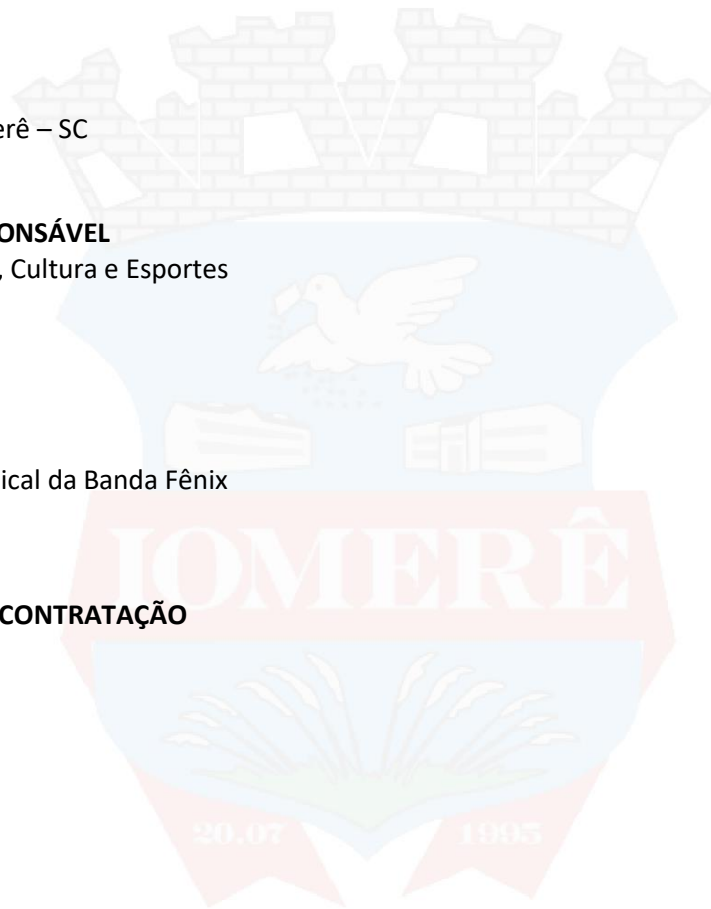 erê – SC
ONSÁVEL
, Cultura e Esportes
ical da Banda Fênix
IOMERÊ
CONTRATAÇÃO
20.07 1995